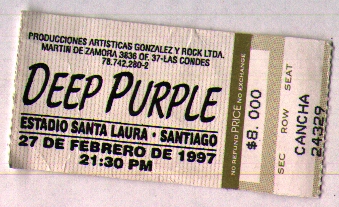 PRODUCCIONES ARTISTICAS GONZALEZ Y ROCK LTDA.
MARTIN DE ZAMORA 3836 OF. 37-LAS CONDES
78.742.280-2
DEEP PURPLE
ESTADIO SANTA LAURA • SANTIAGO
27 DE FEBRERO DE 1997
21:30 PM
NO REFUND PRICE NO EXCHANGE
$8.000
SEC ROW SEAT
CANCHA
24329